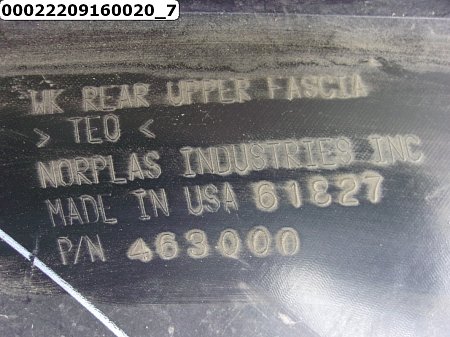 00022209160020_7
WK REAR UPPER FASCIA
> TEO <
NORPLAS INDUSTRIES INC
MADE IN USA 61827
P/N 463000